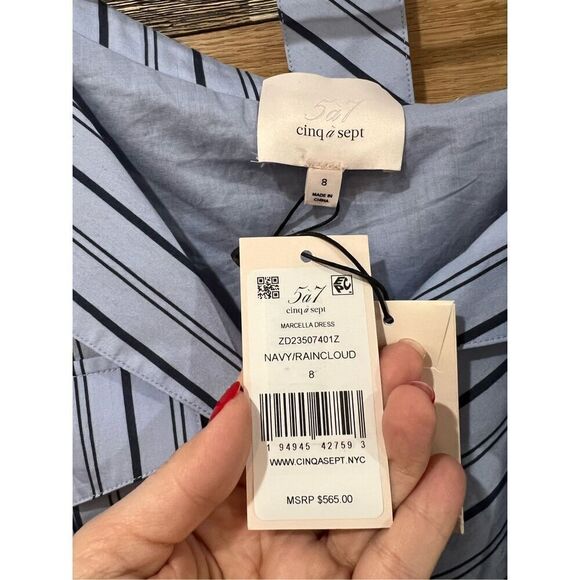 5à7
cinq à sept
8
MADE IN
CHINA
5à7
cinq à sept
EPC
MARCELLA DRESS
ZD23507401Z
NAVY/RAINCLOUD
8
1 94945 42759 3
WWW.CINQASEPT.NYC
MSRP $565.00